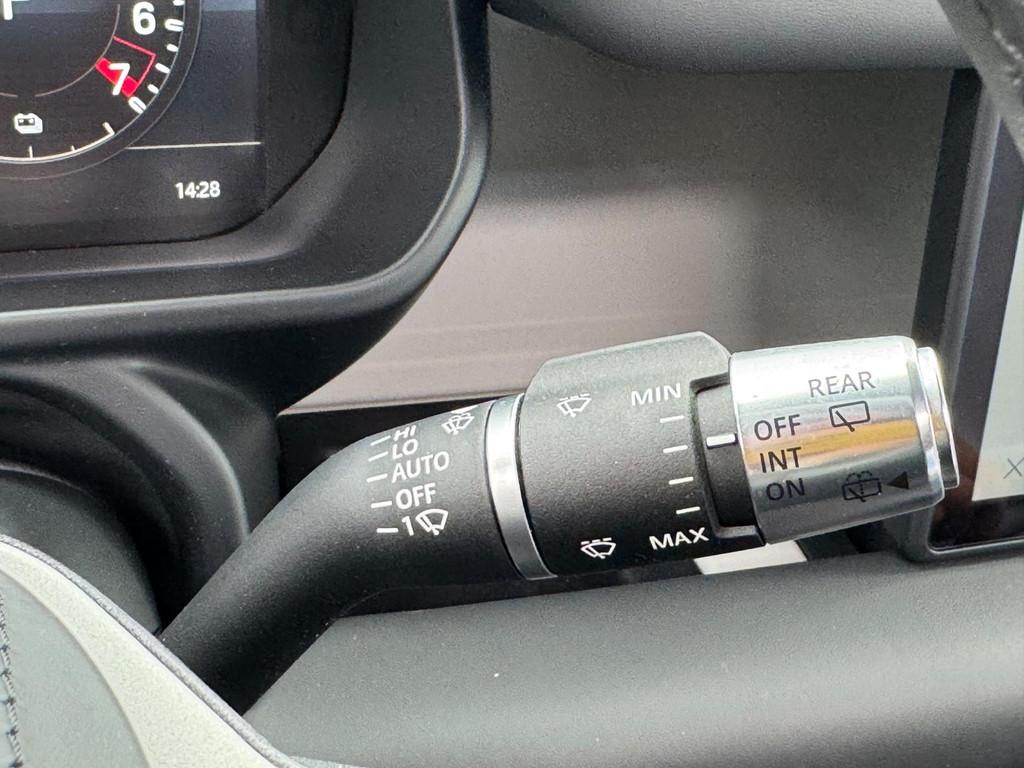 6
7
14:28
HI
LO
AUTO
OFF
1
MIN
MAX
REAR
OFF
INT
ON